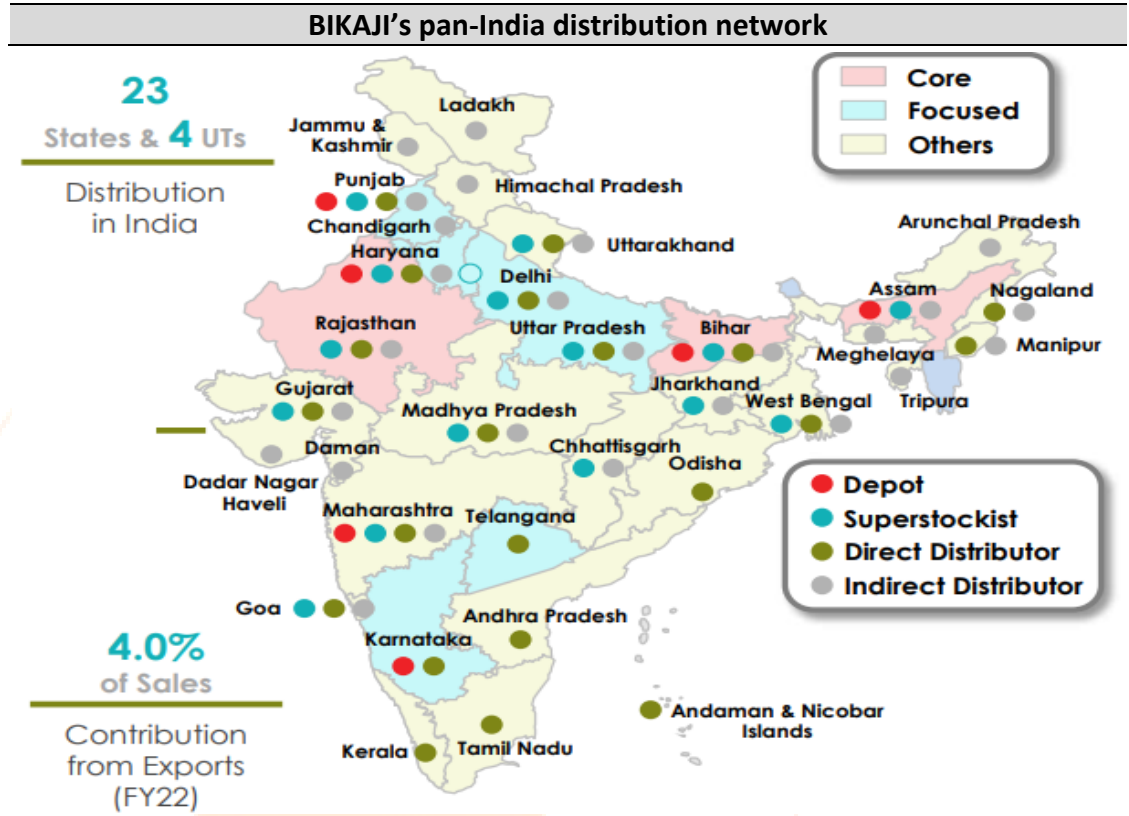 BIKAJI’s pan-India distribution network
23
States & 4 UTs
Distribution
in India
Core
Focused
Others
Ladakh
Jammu &
Kashmir
Himachal Pradesh
Punjab
Chandigarh
Uttarakhand
Arunchal Pradesh
Haryana
Delhi
Assam
Nagaland
Rajasthan
Uttar Pradesh
Bihar
Manipur
Meghelaya
Tripura
Gujarat
Madhya Pradesh
Jharkhand
West Bengal
Daman
Chhattisgarh
Odisha
Dadar Nagar
Haveli
Maharashtra
Telangana
Depot
Superstockist
Direct Distributor
Indirect Distributor
Goa
Andhra Pradesh
Karnataka
4.0%
of Sales
Contribution
from Exports
(FY22)
Andaman & Nicobar
Islands
Kerala
Tamil Nadu